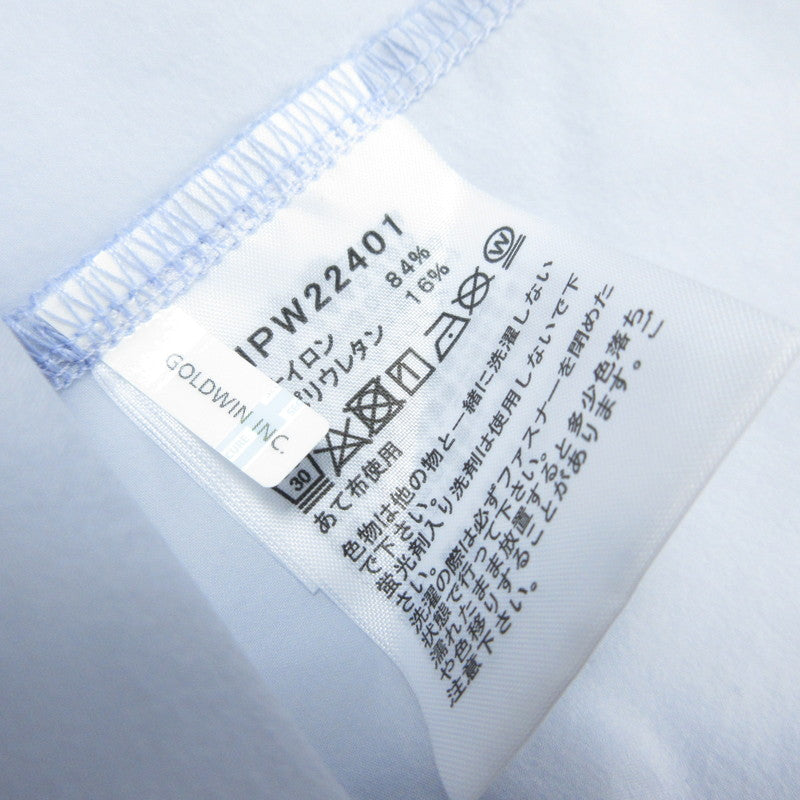 NPW22401
ナイロン 84%
ポリウレタン 16%
GOLDWIN INC.
30
W
あて布使用
色物は他の物と一緒に洗濯しない
で下さい。
蛍光剤入り洗剤は使用しないで下
さい。
洗濯の際は必ずファスナーを閉めた
状態で行って下さい。
濡れたまま放置すると多少色落ち、
や色移りすることがあります。
注意下さい。